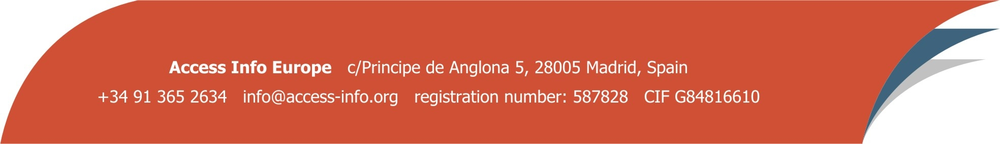 Access Info Europe c/Principe de Anglona 5, 28005 Madrid, Spain
+34 91 365 2634 info@access-info.org registration number: 587828 CIF G84816610